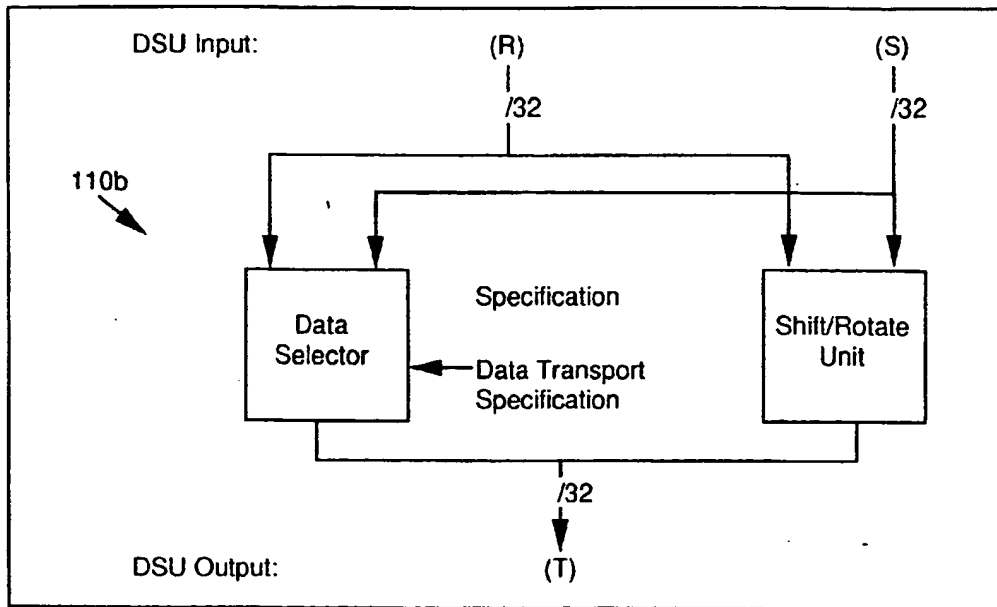 DSU Input: (R) (S)
/32 /32
110b
Specification
Data
Selector
Data Transport
Specification
Shift/Rotate
Unit
/32
DSU Output: (T)